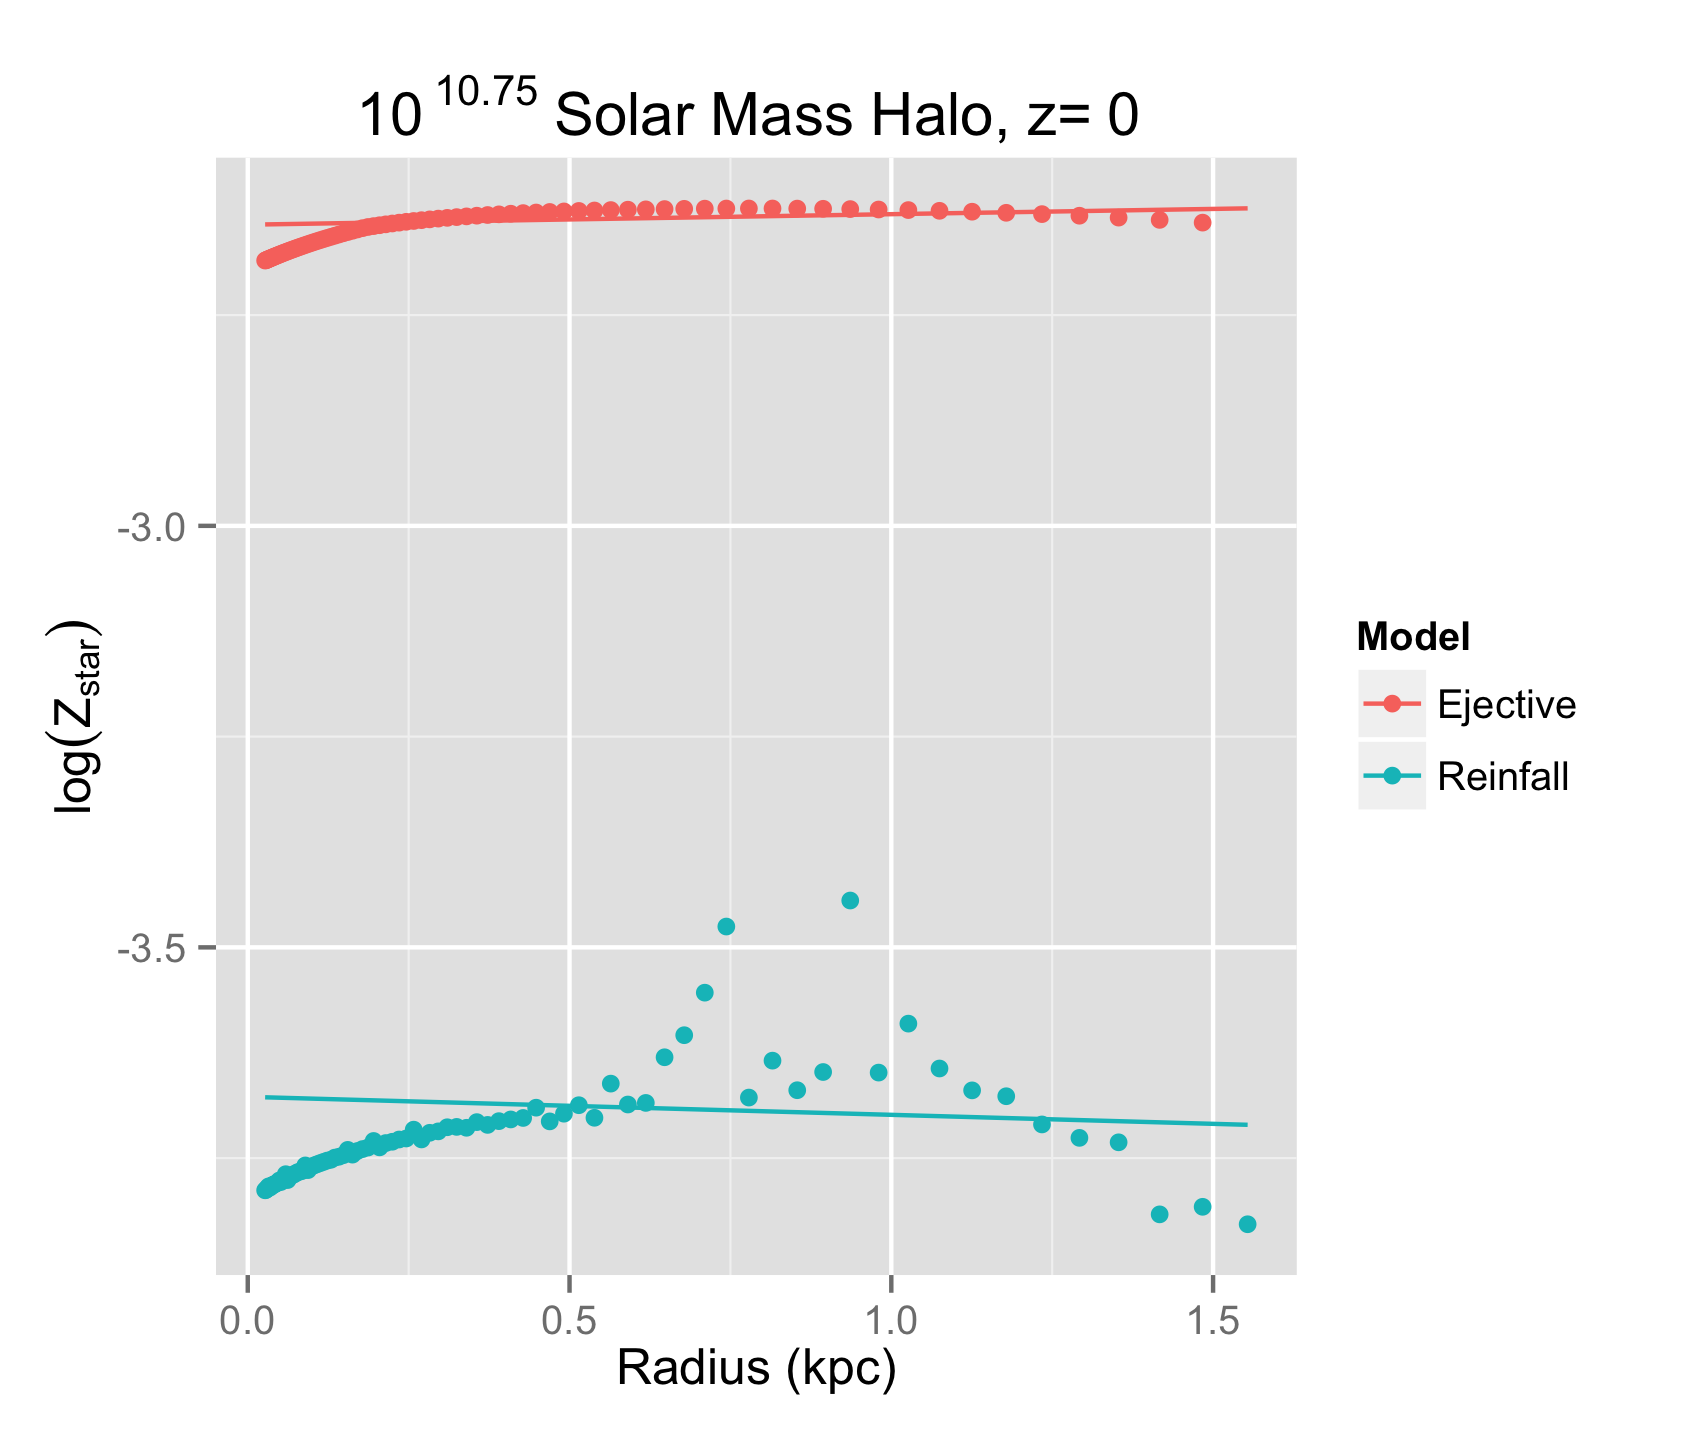 10^10.75 Solar Mass Halo, z= 0
-3.0
-3.5
log(Z_star)
0.0 0.5 1.0 1.5
Radius (kpc)
Model
Ejective
Reinfall